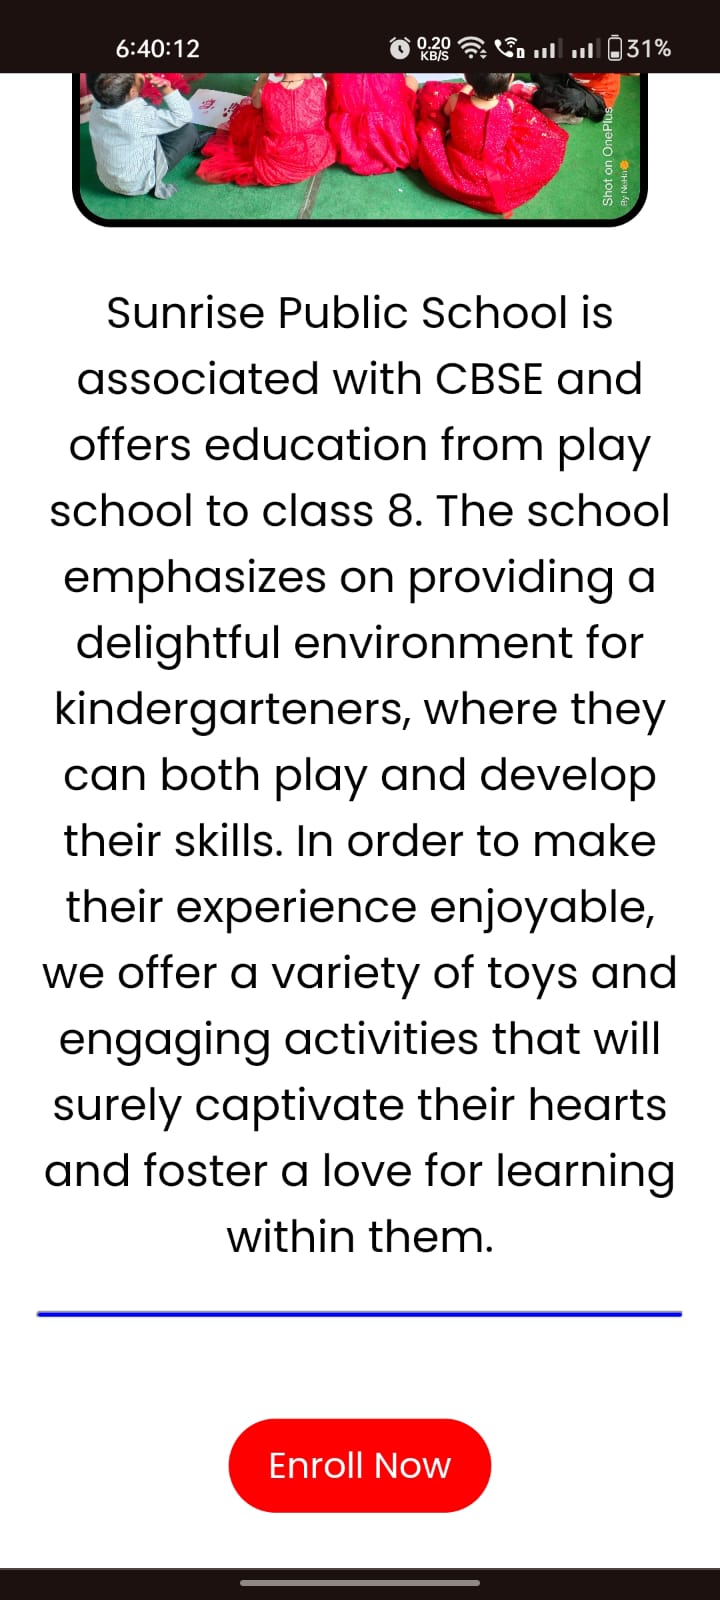 6:40:12
0.20
KB/S
31%
Shot on OnePlus
By NeHa
Sunrise Public School is
associated with CBSE and
offers education from play
school to class 8. The school
emphasizes on providing a
delightful environment for
kindergarteners, where they
can both play and develop
their skills. In order to make
their experience enjoyable,
we offer a variety of toys and
engaging activities that will
surely captivate their hearts
and foster a love for learning
within them.
Enroll Now